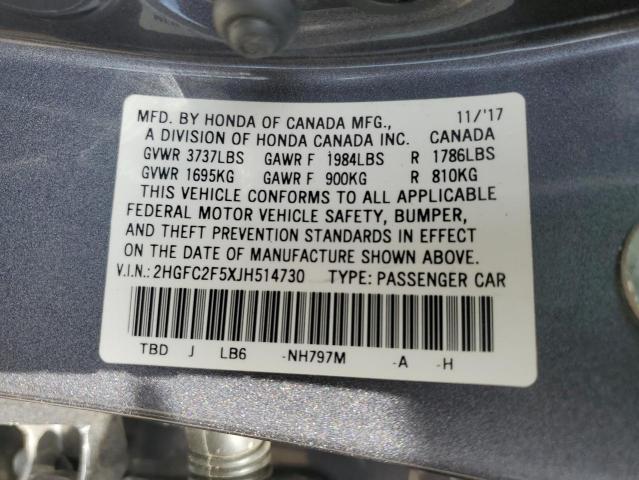 MFD. BY HONDA OF CANADA MFG., 11/'17
A DIVISION OF HONDA CANADA INC. CANADA
GVWR 3737LBS GAWR F 1984LBS R 1786LBS
GVWR 1695KG GAWR F 900KG R 810KG
THIS VEHICLE CONFORMS TO ALL APPLICABLE
FEDERAL MOTOR VEHICLE SAFETY, BUMPER,
AND THEFT PREVENTION STANDARDS IN EFFECT
ON THE DATE OF MANUFACTURE SHOWN ABOVE.
V.I.N.: 2HGFC2F5XJH514730 TYPE: PASSENGER CAR
TBD J LB6 -NH797M -A -H